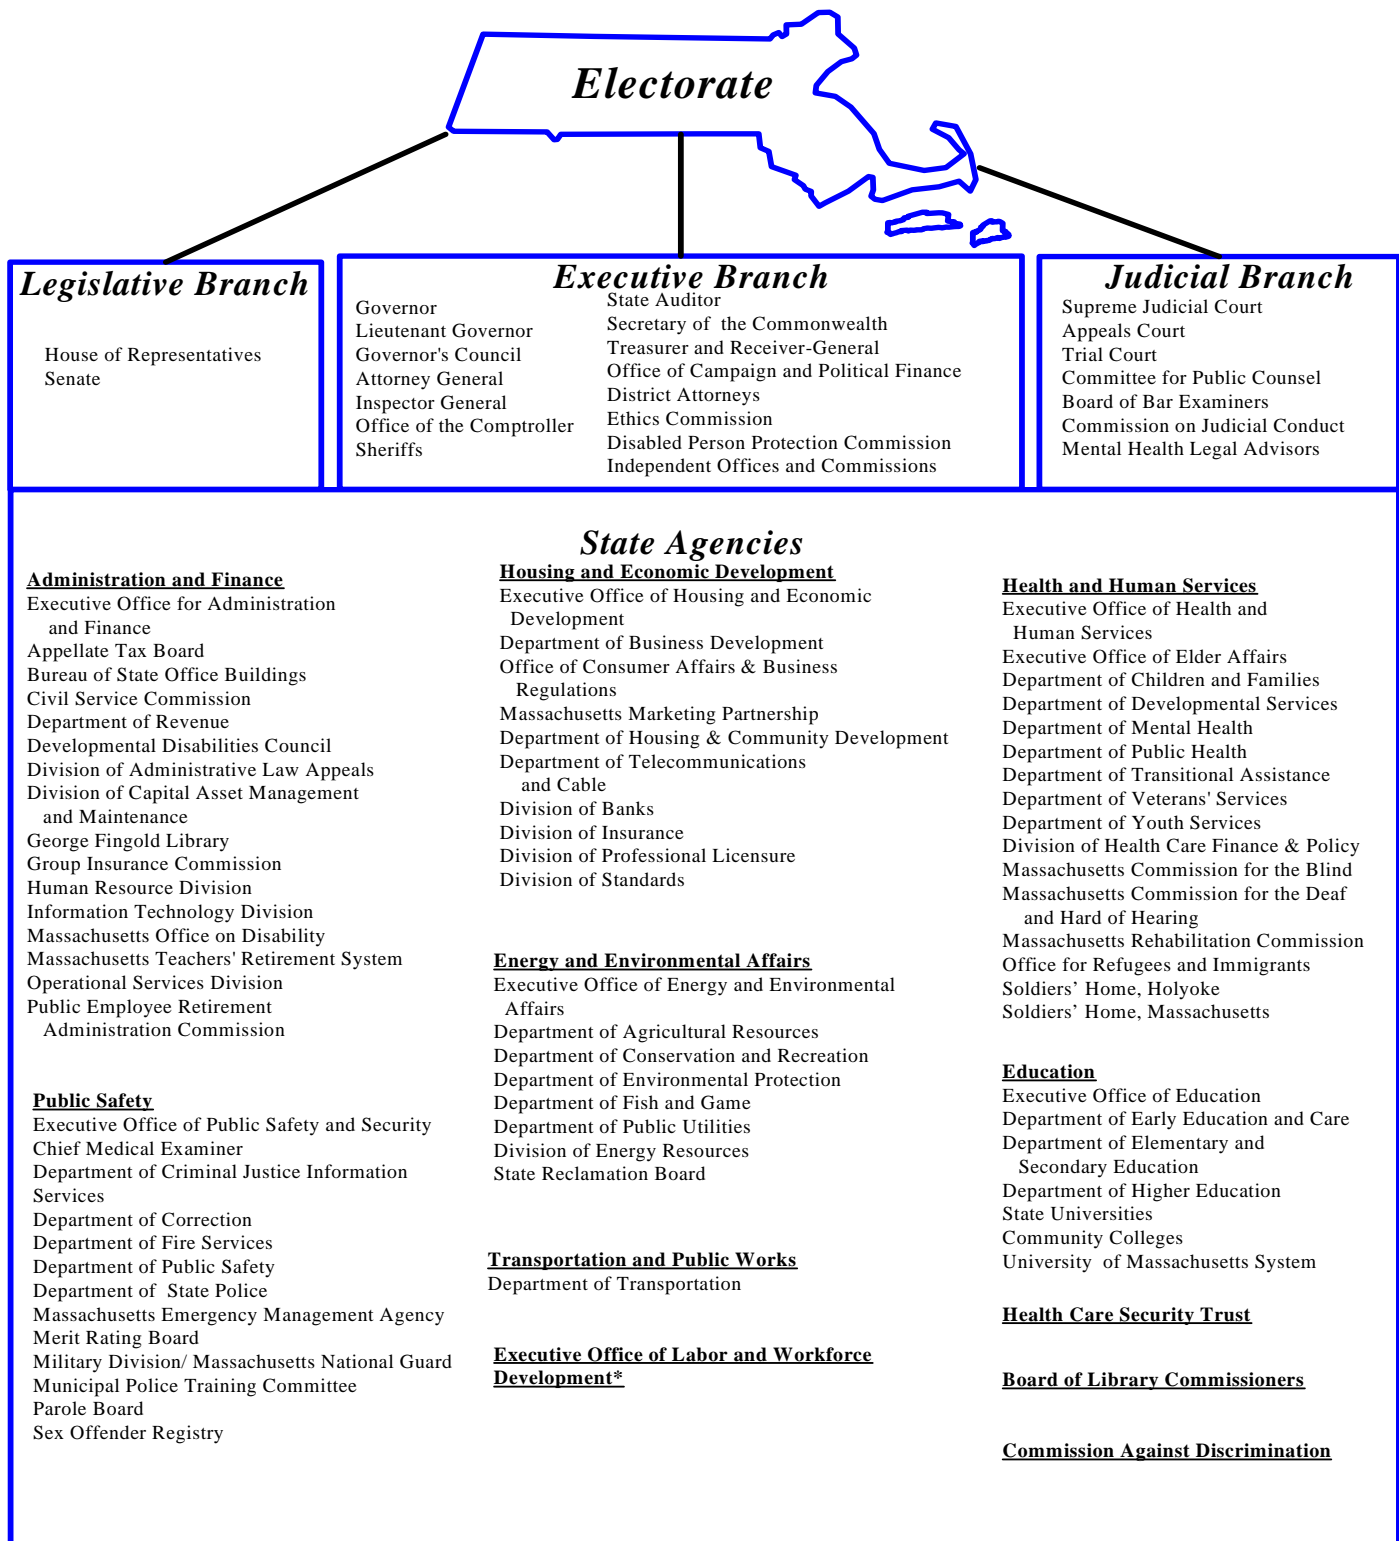 Electorate
Legislative Branch
House of Representatives
Senate
Executive Branch
Governor
Lieutenant Governor
Governor's Council
Attorney General
Inspector General
Office of the Comptroller
Sheriffs
State Auditor
Secretary of the Commonwealth
Treasurer and Receiver-General
Office of Campaign and Political Finance
District Attorneys
Ethics Commission
Disabled Person Protection Commission
Independent Offices and Commissions
Judicial Branch
Supreme Judicial Court
Appeals Court
Trial Court
Committee for Public Counsel
Board of Bar Examiners
Commission on Judicial Conduct
Mental Health Legal Advisors
State Agencies
Administration and Finance
Executive Office for Administration
and Finance
Appellate Tax Board
Bureau of State Office Buildings
Civil Service Commission
Department of Revenue
Developmental Disabilities Council
Division of Administrative Law Appeals
Division of Capital Asset Management
and Maintenance
George Fingold Library
Group Insurance Commission
Human Resource Division
Information Technology Division
Massachusetts Office on Disability
Massachusetts Teachers' Retirement System
Operational Services Division
Public Employee Retirement
Administration Commission
Public Safety
Executive Office of Public Safety and Security
Chief Medical Examiner
Department of Criminal Justice Information
Services
Department of Correction
Department of Fire Services
Department of Public Safety
Department of State Police
Massachusetts Emergency Management Agency
Merit Rating Board
Military Division/ Massachusetts National Guard
Municipal Police Training Committee
Parole Board
Sex Offender Registry
Housing and Economic Development
Executive Office of Housing and Economic
Development
Department of Business Development
Office of Consumer Affairs & Business
Regulations
Massachusetts Marketing Partnership
Department of Housing & Community Development
Department of Telecommunications
and Cable
Division of Banks
Division of Insurance
Division of Professional Licensure
Division of Standards
Energy and Environmental Affairs
Executive Office of Energy and Environmental
Affairs
Department of Agricultural Resources
Department of Conservation and Recreation
Department of Environmental Protection
Department of Fish and Game
Department of Public Utilities
Division of Energy Resources
State Reclamation Board
Transportation and Public Works
Department of Transportation
Executive Office of Labor and Workforce
Development*
Health and Human Services
Executive Office of Health and
Human Services
Executive Office of Elder Affairs
Department of Children and Families
Department of Developmental Services
Department of Mental Health
Department of Public Health
Department of Transitional Assistance
Department of Veterans' Services
Department of Youth Services
Division of Health Care Finance & Policy
Massachusetts Commission for the Blind
Massachusetts Commission for the Deaf
and Hard of Hearing
Massachusetts Rehabilitation Commission
Office for Refugees and Immigrants
Soldiers’ Home, Holyoke
Soldiers’ Home, Massachusetts
Education
Executive Office of Education
Department of Early Education and Care
Department of Elementary and
Secondary Education
Department of Higher Education
State Universities
Community Colleges
University of Massachusetts System
Health Care Security Trust
Board of Library Commissioners
Commission Against Discrimination